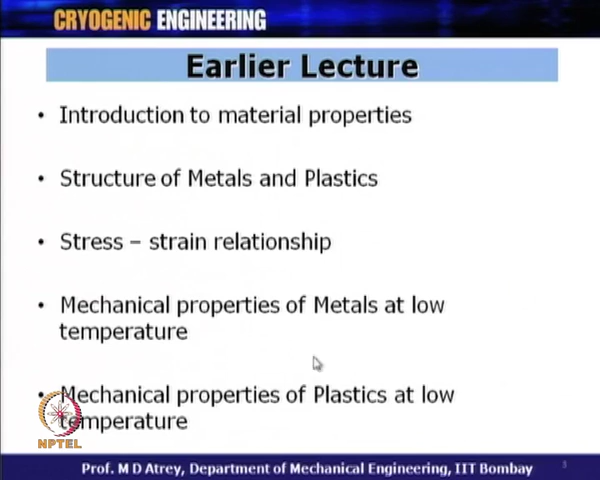 CRYOGENIC ENGINEERING
Earlier Lecture
• Introduction to material properties
• Structure of Metals and Plastics
• Stress – strain relationship
• Mechanical properties of Metals at low
temperature
• Mechanical properties of Plastics at low
temperature
NPTEL
Prof. M D Atrey, Department of Mechanical Engineering, IIT Bombay
3